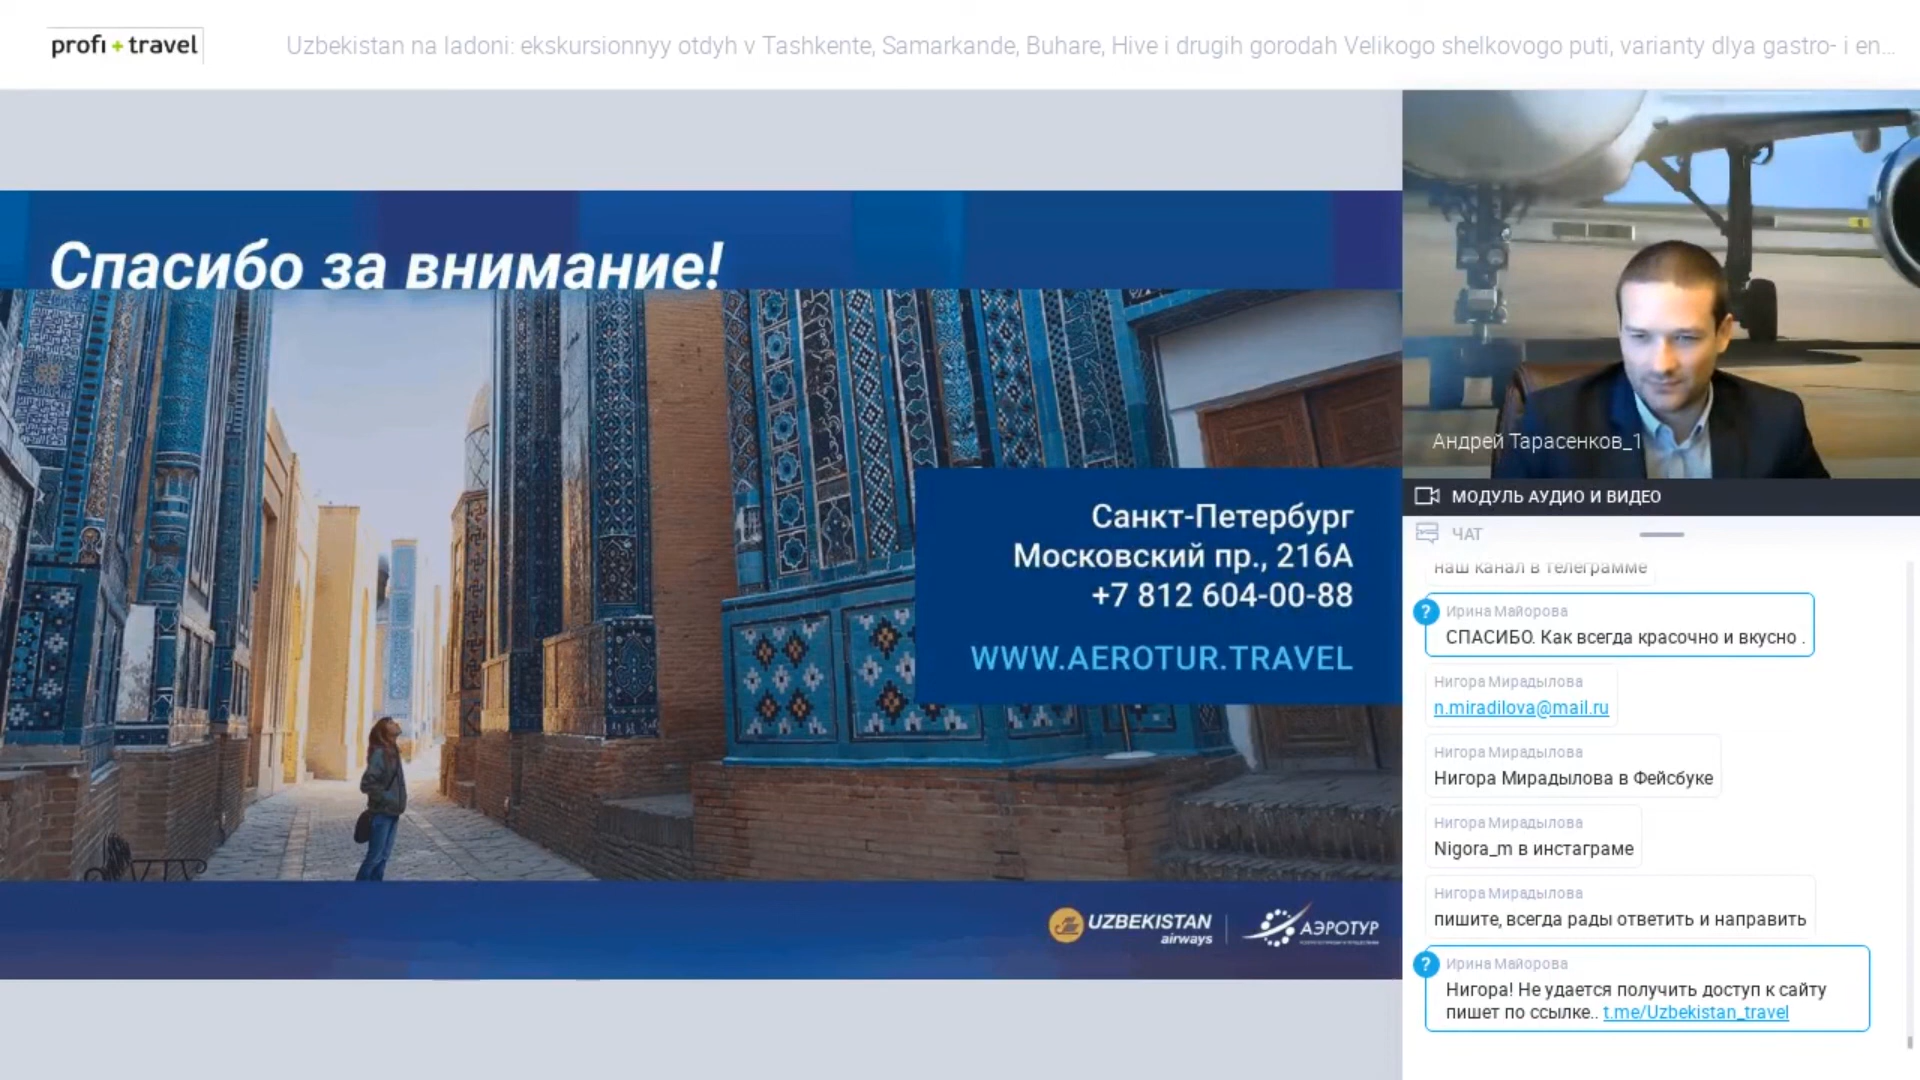 profi + travel
Uzbekistan na ladoni: ekskursionnyy otdyh v Tashkente, Samarkande, Buhare, Hive i drugih gorodah Velikogo shelkovogo puti, varianty dlya gastro- i en...
Спасибо за внимание!
Санкт-Петербург
Московский пр., 216А
+7 812 604-00-88
WWW.AEROTUR.TRAVEL
UZBEKISTAN
airways
АЭРОТУР
Андрей Тарасенков_1
МОДУЛЬ АУДИО И ВИДЕО
ЧАТ
наш канал в телеграмме
?
Ирина Майорова
СПАСИБО. Как всегда красочно и вкусно .
Нигора Мирадылова
n.miradilova@mail.ru
Нигора Мирадылова
Нигора Мирадылова в Фейсбуке
Нигора Мирадылова
Nigora_m в инстаграме
Нигора Мирадылова
пишите, всегда рады ответить и направить
?
Ирина Майорова
Нигора! Не удается получить доступ к сайту
пишет по ссылке.. t.me/Uzbekistan_travel